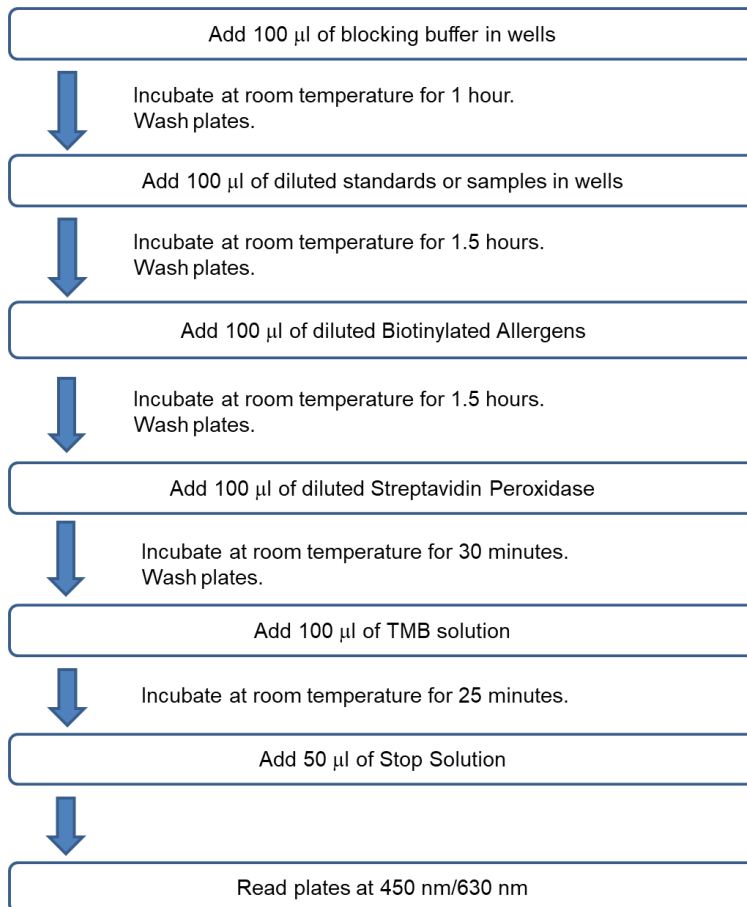 Add 100 μl of blocking buffer in wells
Incubate at room temperature for 1 hour.
Wash plates.
Add 100 μl of diluted standards or samples in wells
Incubate at room temperature for 1.5 hours.
Wash plates.
Add 100 μl of diluted Biotinylated Allergens
Incubate at room temperature for 1.5 hours.
Wash plates.
Add 100 μl of diluted Streptavidin Peroxidase
Incubate at room temperature for 30 minutes.
Wash plates.
Add 100 μl of TMB solution
Incubate at room temperature for 25 minutes.
Add 50 μl of Stop Solution
Read plates at 450 nm/630 nm